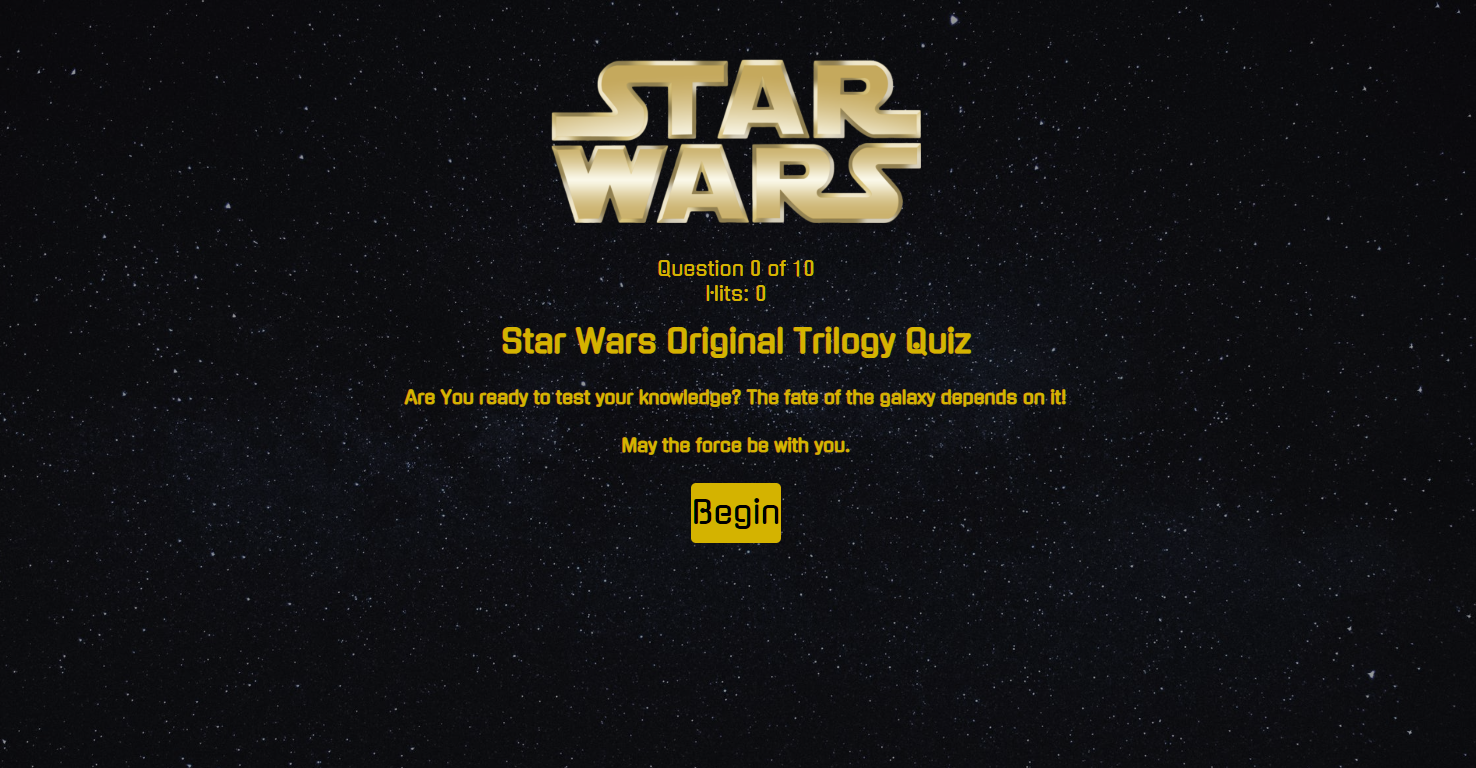 STAR
WARS
Question 0 of 10
Hits: 0
Star Wars Original Trilogy Quiz
Are You ready to test your knowledge? The fate of the galaxy depends on it!
May the force be with you.
Begin